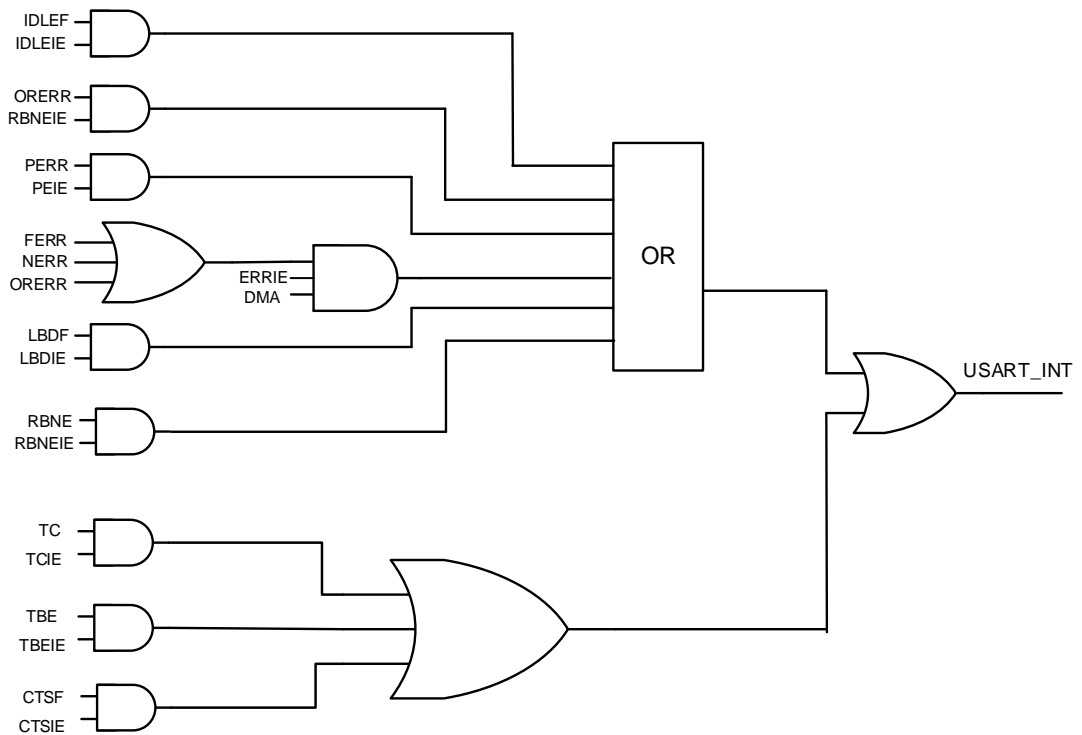 IDLEF
IDLEIE
ORERR
RBNEIE
PERR
PEIE
FERR
NERR
ORERR
ERRIE
DMA
LBDF
LBDIE
RBNE
RBNEIE
OR
USART_INT
TC
TCIE
TBE
TBEIE
CTSF
CTSIE